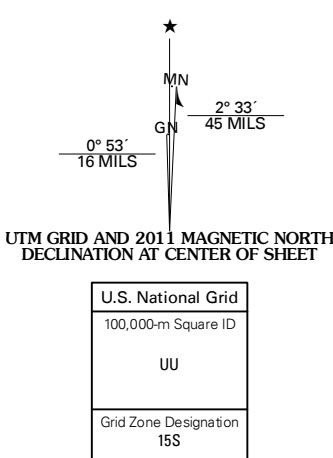 ★
MN
2° 33´
45 MILS
GN
0° 53´
16 MILS
UTM GRID AND 2011 MAGNETIC NORTH
DECLINATION AT CENTER OF SHEET
U.S. National Grid
100,000-m Square ID
UU
Grid Zone Designation
15S